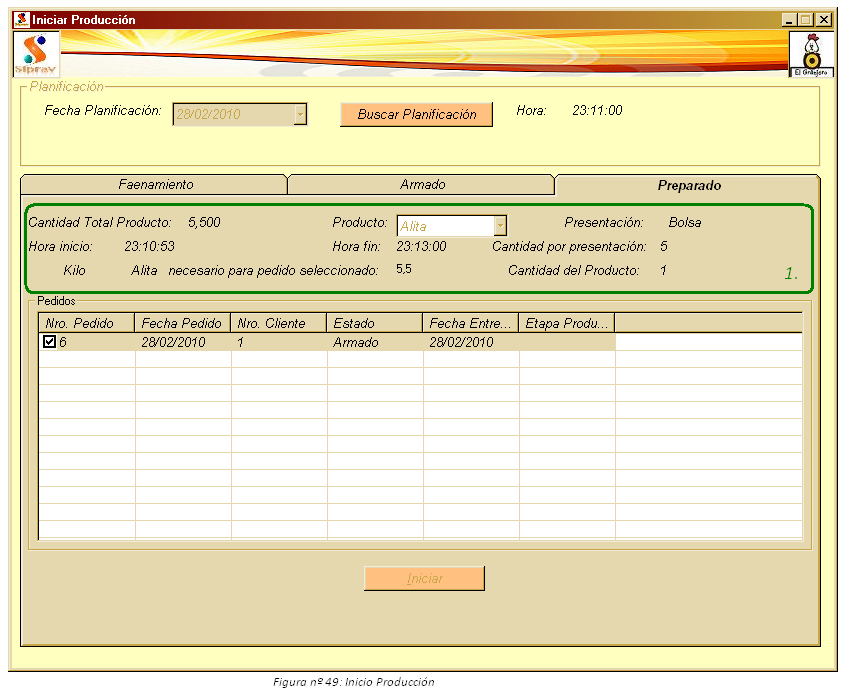 Iniciar Producción
Siprav
El Gallpjero
Planificación
Fecha Planificación: 28/02/2010 Buscar Planificación Hora: 23:11:00
Faenamiento Armado Preparado
Cantidad Total Producto: 5,500 Producto: Alita Presentación: Bolsa
Hora inicio: 23:10:53 Hora fin: 23:13:00 Cantidad por presentación: 5
Kilo Alita necesario para pedido seleccionado: 5,5 Cantidad del Producto: 1 1.
Pedidos
Nro. Pedido Fecha Pedido Nro. Cliente Estado Fecha Entre... Etapa Produ...
6 28/02/2010 1 Armado 28/02/2010
Iniciar
Figura nº 49: Inicio Producción